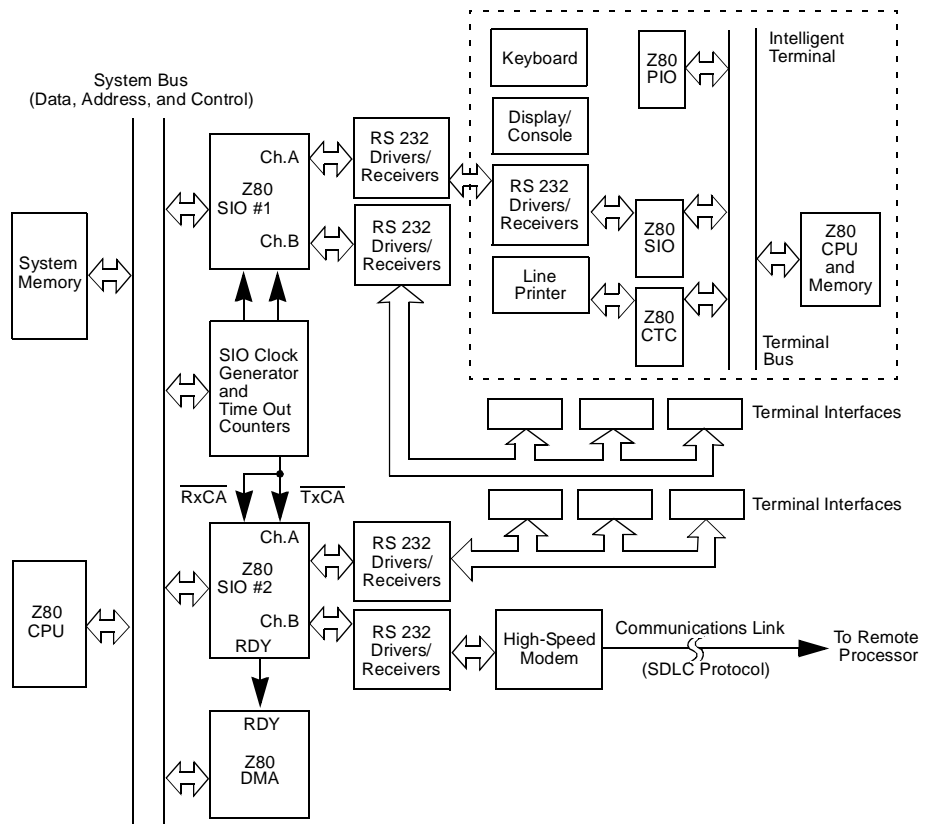 System Bus
(Data, Address, and Control)
System
Memory
Z80
CPU
Ch.A
Z80
SIO #1
Ch.B
SIO Clock
Generator
and
Time Out
Counters
RxCA
TxCA
Ch.A
Z80
SIO #2
Ch.B
RDY
RDY
Z80
DMA
RS 232
Drivers/
Receivers
RS 232
Drivers/
Receivers
RS 232
Drivers/
Receivers
RS 232
Drivers/
Receivers
Keyboard
Display/
Console
RS 232
Drivers/
Receivers
Line
Printer
Z80
PIO
Z80
SIO
Z80
CTC
Intelligent
Terminal
Z80
CPU
and
Memory
Terminal
Bus
Terminal Interfaces
Terminal Interfaces
High-Speed
Modem
Communications Link
(SDLC Protocol)
To Remote
Processor